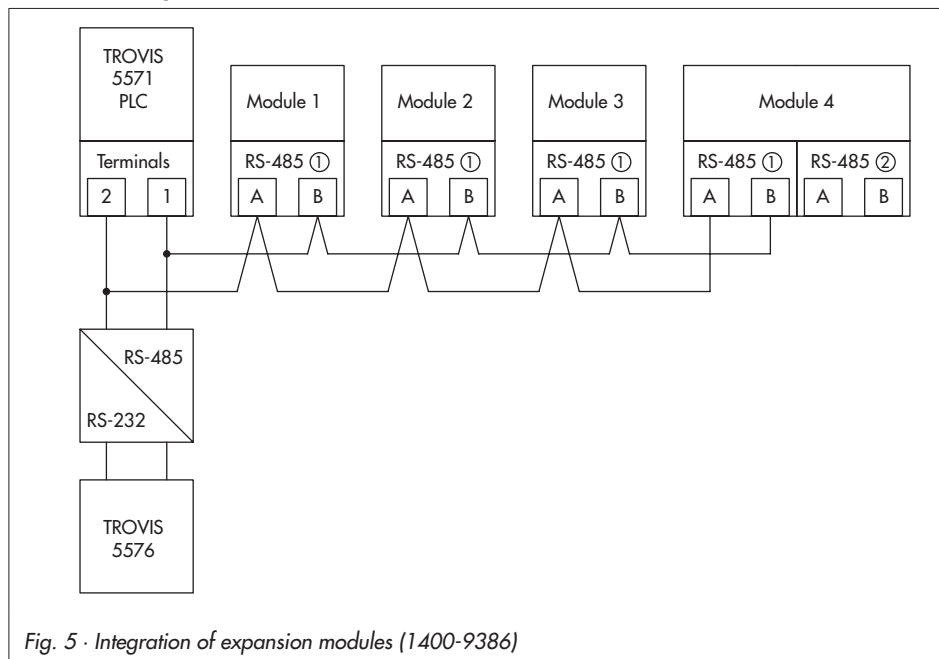 TROVIS
5571
PLC
Terminals
2 1
Module 1
RS-485 ①
A B
Module 2
RS-485 ①
A B
Module 3
RS-485 ①
A B
Module 4
RS-485 ① RS-485 ②
A B A B
RS-485
RS-232
TROVIS
5576
Fig. 5 · Integration of expansion modules (1400-9386)